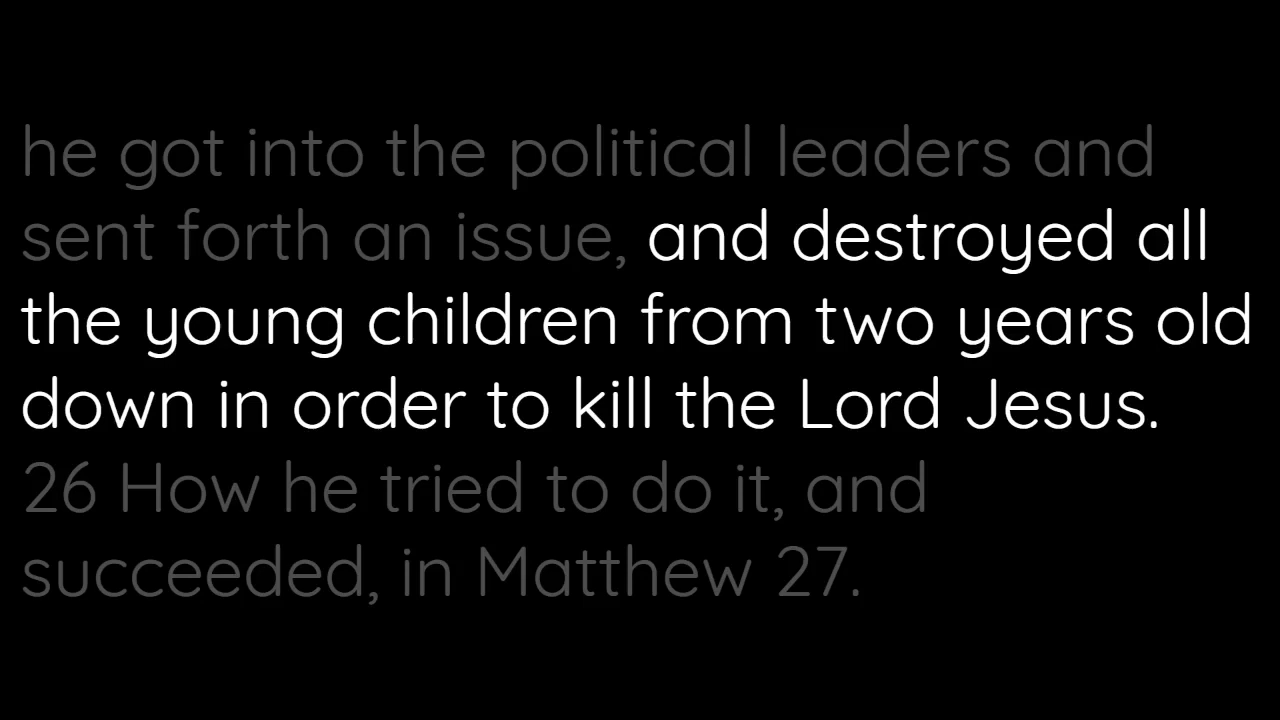 he got into the political leaders and
sent forth an issue, and destroyed all
the young children from two years old
down in order to kill the Lord Jesus.
26 How he tried to do it, and
succeeded, in Matthew 27.